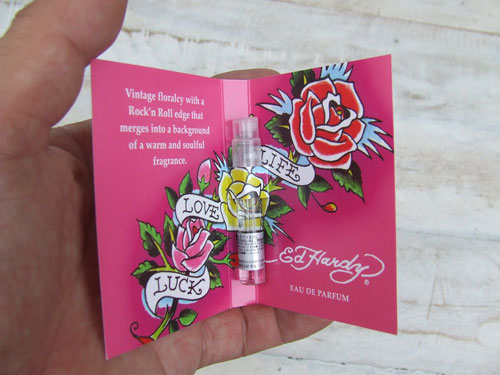 Vintage floralcy with a
Rock'n Roll edge that
merges into a background
of a warm and soulful
fragrance.
LIFE
LOVE
LUCK
Ed Hardy®
EAU DE PARFUM